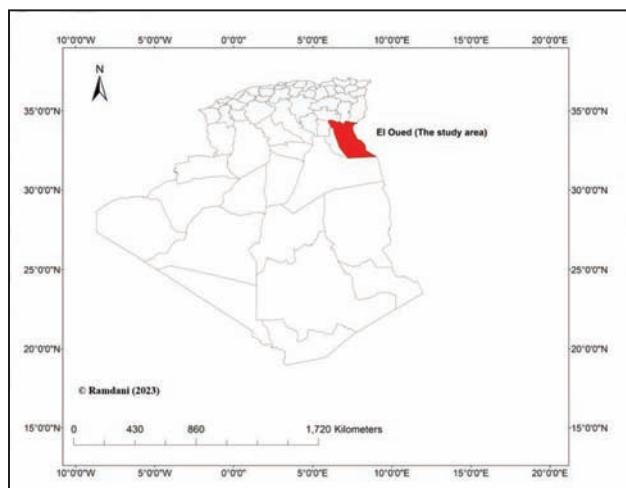 10°0'0"W 5°0'0"W 0°0'0" 5°0'0"E 10°0'0"E 15°0'0"E 20°0'0"E
N
35°0'0"N 35°0'0"N
El Oued (The study area)
30°0'0"N 30°0'0"N
25°0'0"N 25°0'0"N
20°0'0"N 20°0'0"N
© Ramdani (2023)
15°0'0"N 15°0'0"N
0 430 860 1,720 Kilometers
10°0'0"W 5°0'0"W 0°0'0" 5°0'0"E 10°0'0"E 15°0'0"E 20°0'0"E